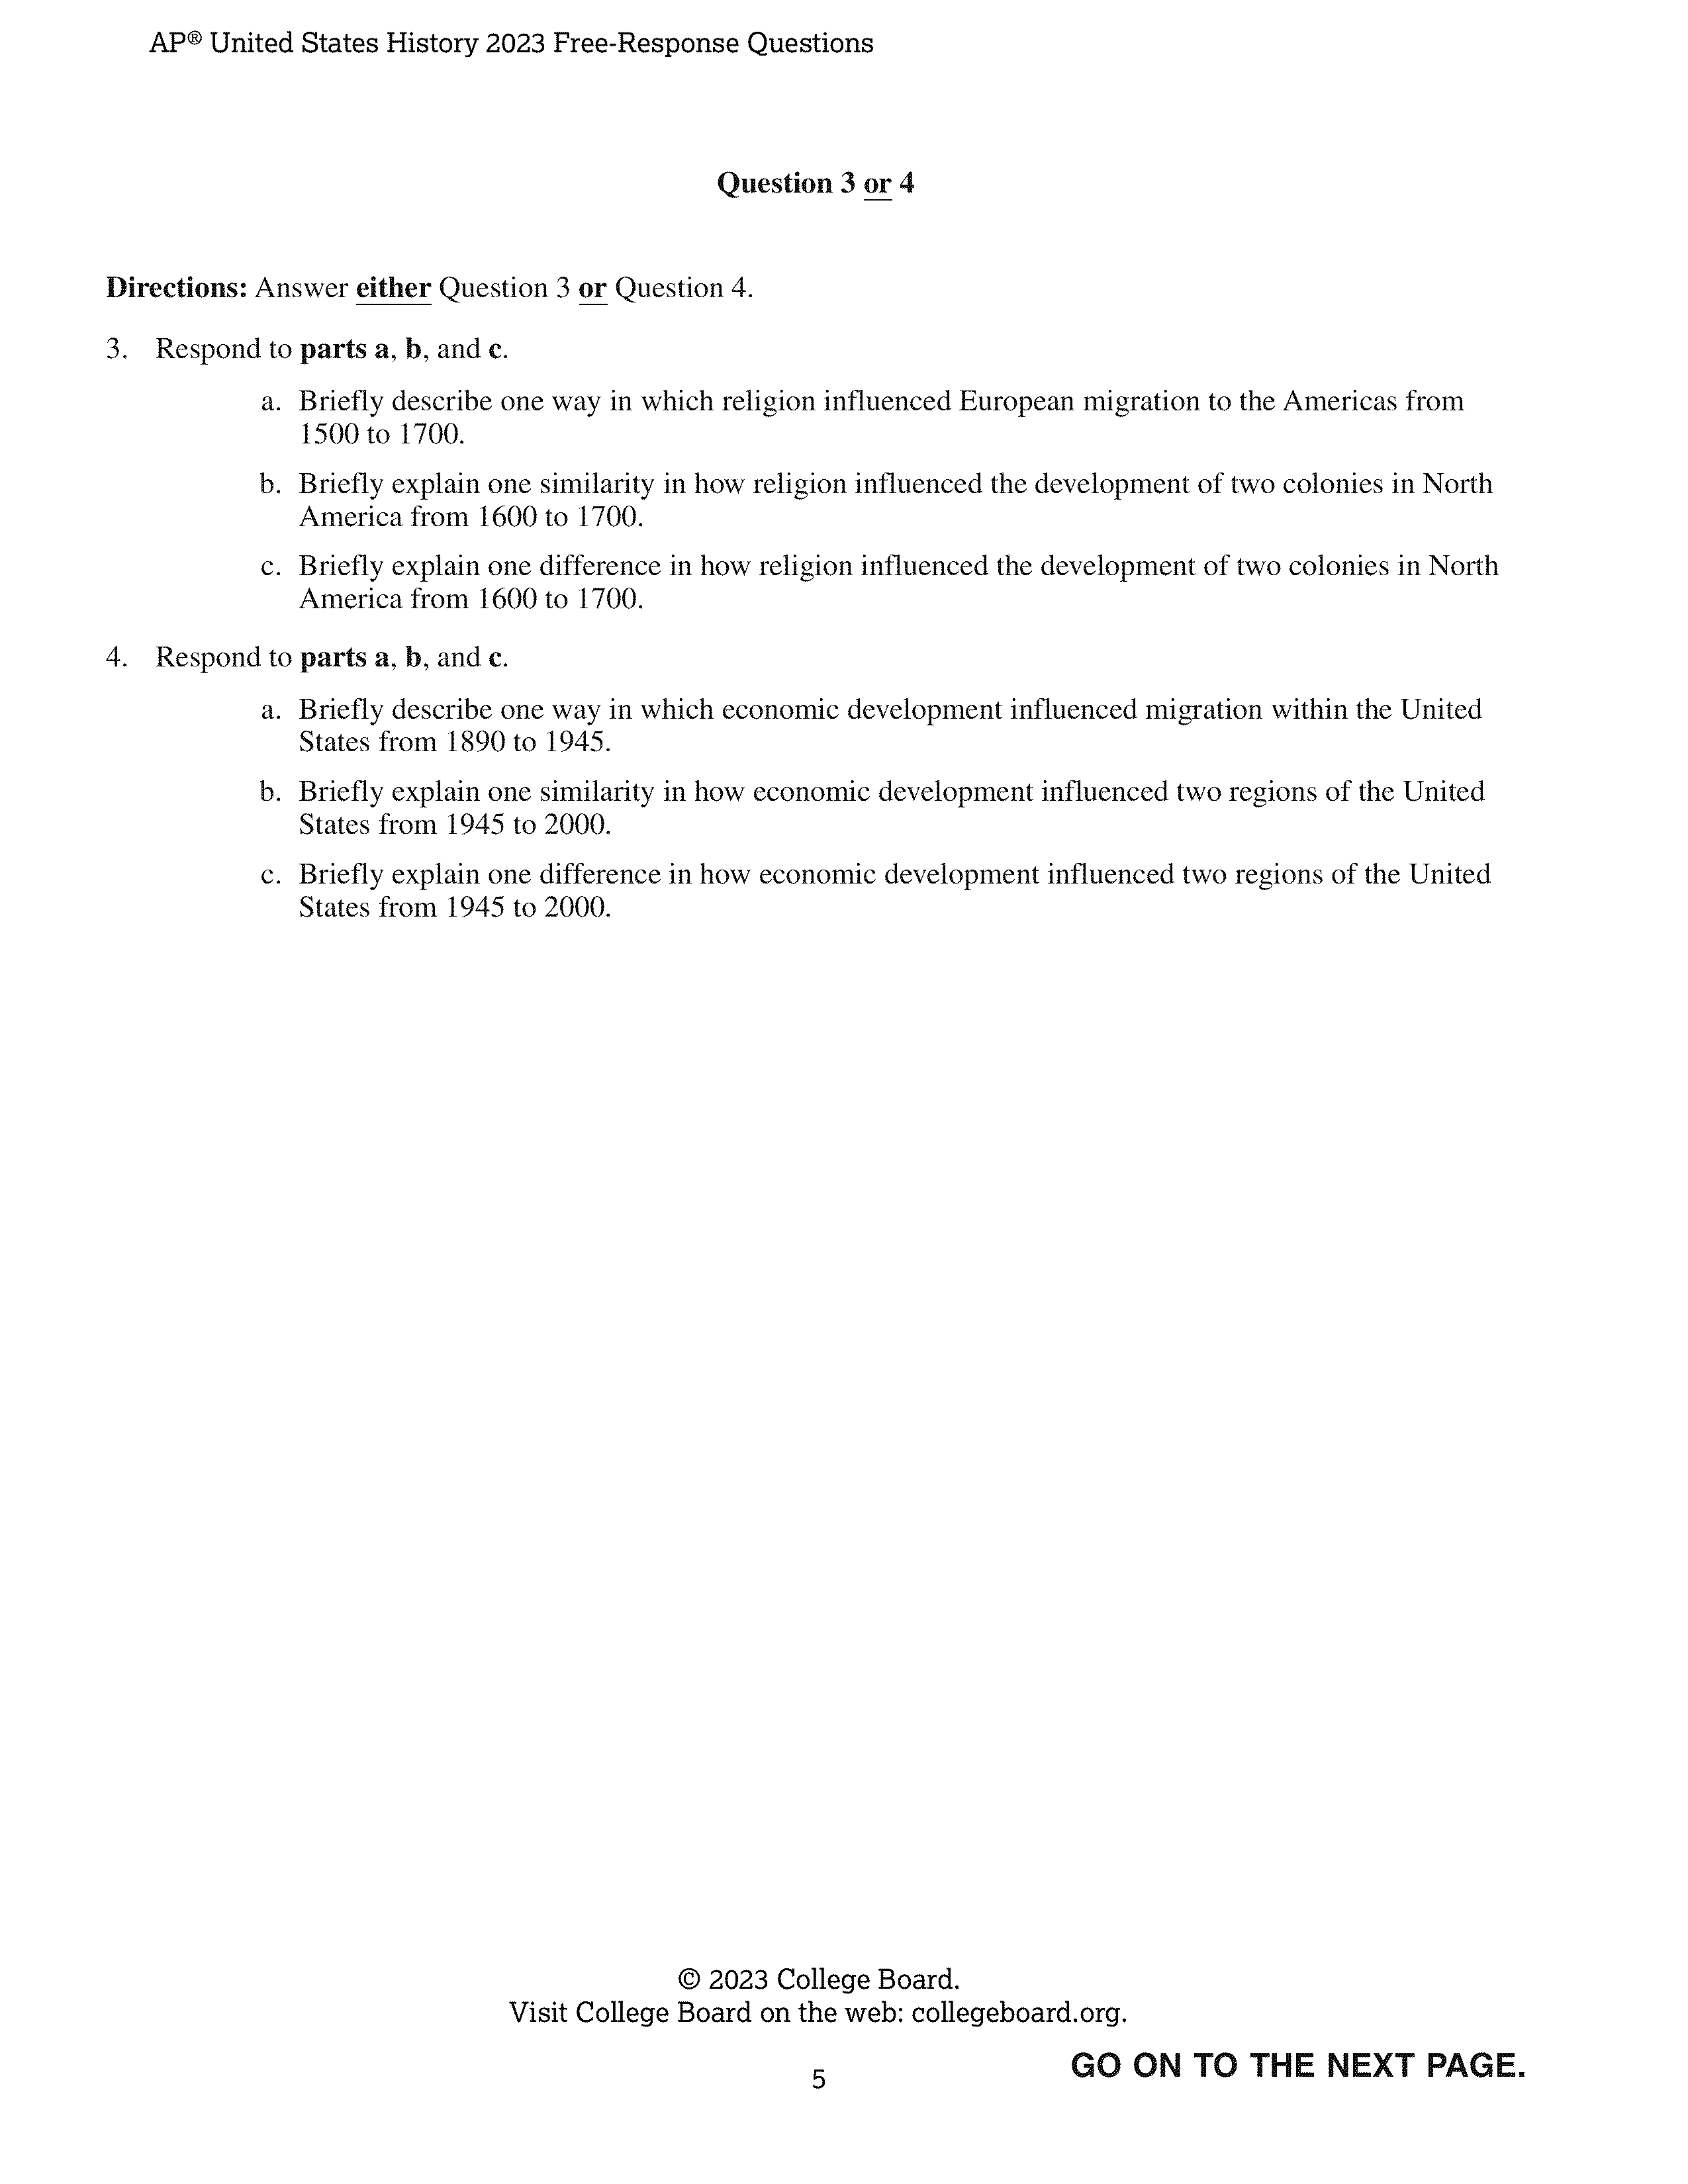 AP® United States History 2023 Free-Response Questions
Question 3 or 4
Directions: Answer either Question 3 or Question 4.
3. Respond to parts a, b, and c.
a. Briefly describe one way in which religion influenced European migration to the Americas from
1500 to 1700.
b. Briefly explain one similarity in how religion influenced the development of two colonies in North
America from 1600 to 1700.
c. Briefly explain one difference in how religion influenced the development of two colonies in North
America from 1600 to 1700.
4. Respond to parts a, b, and c.
a. Briefly describe one way in which economic development influenced migration within the United
States from 1890 to 1945.
b. Briefly explain one similarity in how economic development influenced two regions of the United
States from 1945 to 2000.
c. Briefly explain one difference in how economic development influenced two regions of the United
States from 1945 to 2000.
© 2023 College Board.
Visit College Board on the web: collegeboard.org.
GO ON TO THE NEXT PAGE.
5